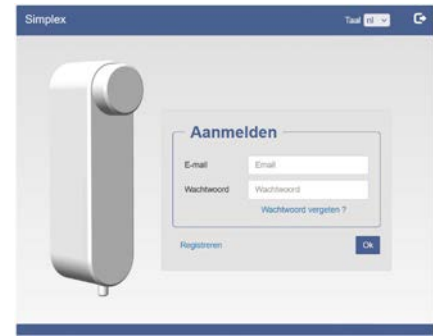 Simplex
Taal nl
Aanmelden
E-mail Email
Wachtwoord Wachtwoord
Wachtwoord vergeten ?
Registreren Ok